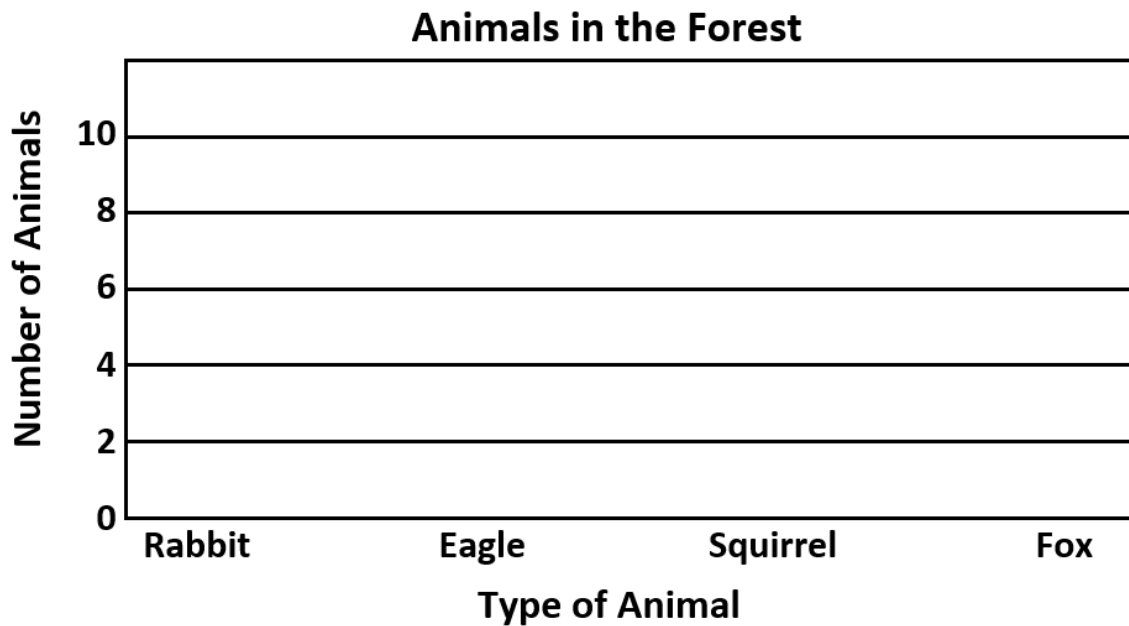 Animals in the Forest
Number of Animals
10
8
6
4
2
0
Rabbit Eagle Squirrel Fox
Type of Animal